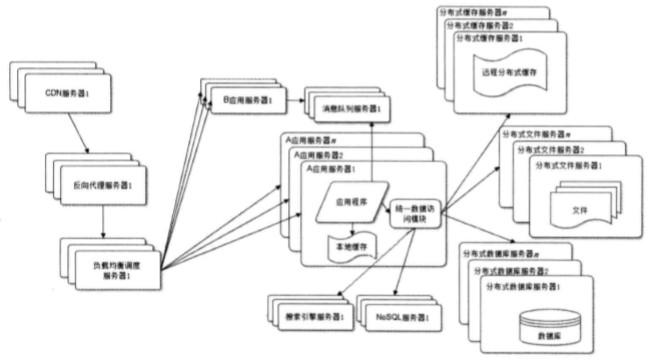 CDN服务器1
反向代理服务器1
负载均衡调度
服务器1
B应用服务器1
消息队列服务器1
A应用服务器n
A应用服务器2
A应用服务器1
应用程序
统一数据访
问模块
本地缓存
搜索引擎服务器1
NoSQL服务器1
分布式缓存服务器n
分布式缓存服务器2
分布式缓存服务器1
远程分布式缓存
分布式文件服务器n
分布式文件服务器2
分布式文件服务器1
文件
分布式数据库服务器n
分布式数据库服务器2
分布式数据库服务器1
数据库